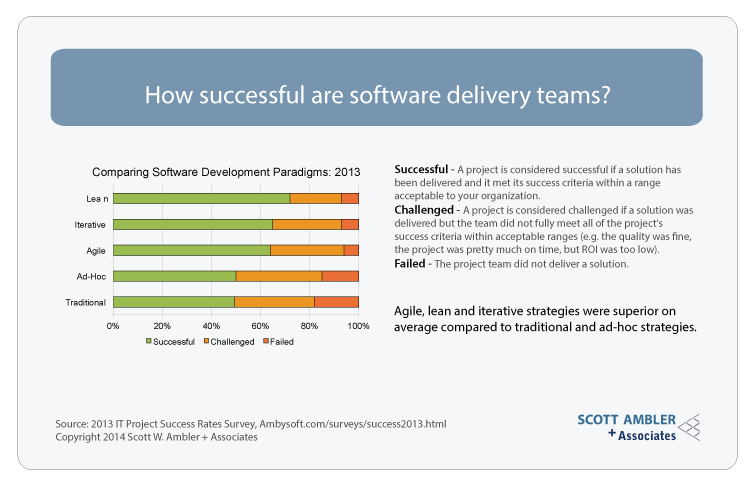 How successful are software delivery teams?
Comparing Software Development Paradigms: 2013
Lea n
Iterative
Agile
Ad-Hoc
Traditional
0% 20% 40% 60% 80% 100%
Successful Challenged Failed
Successful - A project is considered successful if a solution has
been delivered and it met its success criteria within a range
acceptable to your organization.
Challenged - A project is considered challenged if a solution was
delivered but the team did not fully meet all of the project's
success criteria within acceptable ranges (e.g. the quality was fine,
the project was pretty much on time, but ROI was too low).
Failed - The project team did not deliver a solution.
Agile, lean and iterative strategies were superior on
average compared to traditional and ad-hoc strategies.
Source: 2013 IT Project Success Rates Survey, Ambysoft.com/surveys/success2013.html
Copyright 2014 Scott W. Ambler + Associates
SCOTT AMBLER
+ Associates